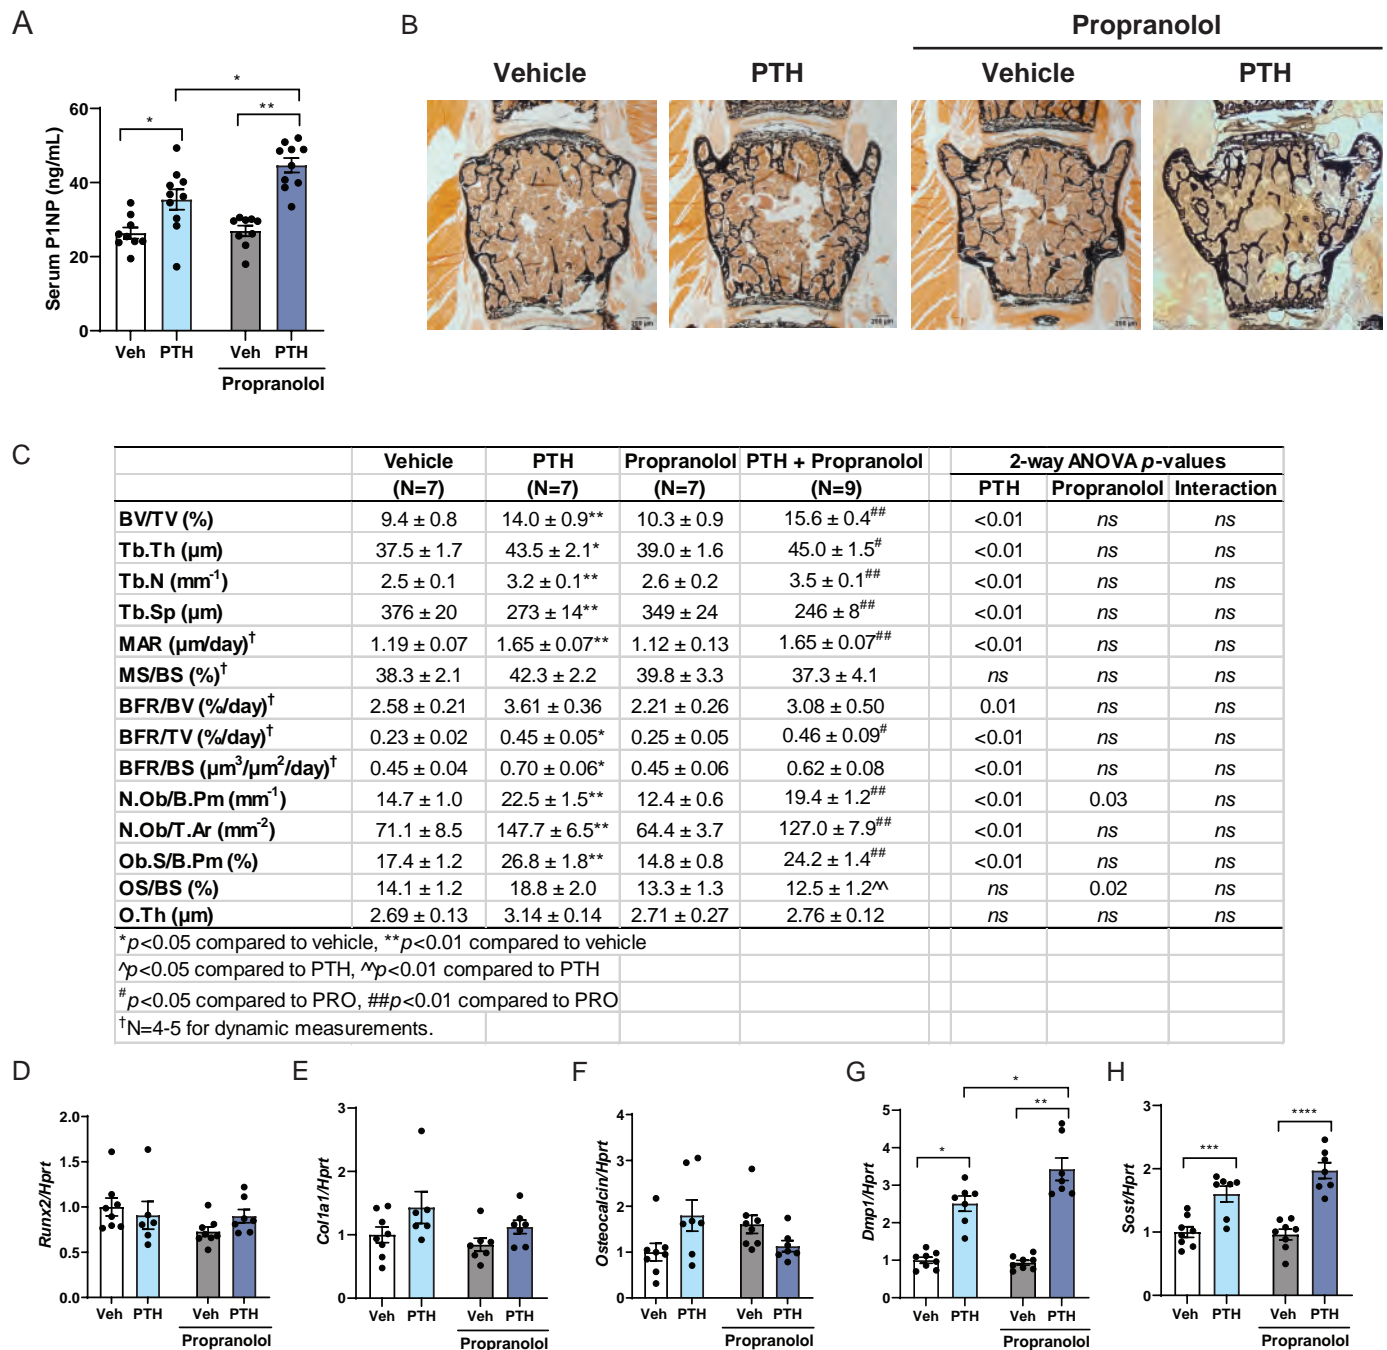 A
B
Propranolol
Vehicle PTH Vehicle PTH
Serum P1NP (ng/mL)
60
40
20
0
*
*
**
Veh PTH Veh PTH
Propranolol
200 µm
C
Vehicle PTH Propranolol PTH + Propranolol 2-way ANOVA p-values
(N=7) (N=7) (N=7) (N=9) PTH Propranolol Interaction
BV/TV (%) 9.4 ± 0.8 14.0 ± 0.9** 10.3 ± 0.9 15.6 ± 0.4## <0.01 ns ns
Tb.Th (µm) 37.5 ± 1.7 43.5 ± 2.1* 39.0 ± 1.6 45.0 ± 1.5# <0.01 ns ns
Tb.N (mm-1) 2.5 ± 0.1 3.2 ± 0.1** 2.6 ± 0.2 3.5 ± 0.1## <0.01 ns ns
Tb.Sp (µm) 376 ± 20 273 ± 14** 349 ± 24 246 ± 8## <0.01 ns ns
MAR (µm/day)† 1.19 ± 0.07 1.65 ± 0.07** 1.12 ± 0.13 1.65 ± 0.07## <0.01 ns ns
MS/BS (%)† 38.3 ± 2.1 42.3 ± 2.2 39.8 ± 3.3 37.3 ± 4.1 ns ns ns
BFR/BV (%/day)† 2.58 ± 0.21 3.61 ± 0.36 2.21 ± 0.26 3.08 ± 0.50 0.01 ns ns
BFR/TV (%/day)† 0.23 ± 0.02 0.45 ± 0.05* 0.25 ± 0.05 0.46 ± 0.09# <0.01 ns ns
BFR/BS (µm3/µm2/day)† 0.45 ± 0.04 0.70 ± 0.06* 0.45 ± 0.06 0.62 ± 0.08 <0.01 ns ns
N.Ob/B.Pm (mm-1) 14.7 ± 1.0 22.5 ± 1.5** 12.4 ± 0.6 19.4 ± 1.2## <0.01 0.03 ns
N.Ob/T.Ar (mm-2) 71.1 ± 8.5 147.7 ± 6.5** 64.4 ± 3.7 127.0 ± 7.9## <0.01 ns ns
Ob.S/B.Pm (%) 17.4 ± 1.2 26.8 ± 1.8** 14.8 ± 0.8 24.2 ± 1.4## <0.01 ns ns
OS/BS (%) 14.1 ± 1.2 18.8 ± 2.0 13.3 ± 1.3 12.5 ± 1.2^^ ns 0.02 ns
O.Th (µm) 2.69 ± 0.13 3.14 ± 0.14 2.71 ± 0.27 2.76 ± 0.12 ns ns ns
*p<0.05 compared to vehicle, **p<0.01 compared to vehicle
^p<0.05 compared to PTH, ^^p<0.01 compared to PTH
#p<0.05 compared to PRO, ##p<0.01 compared to PRO
†N=4-5 for dynamic measurements.
D
Runx2/Hprt
2.0
1.5
1.0
0.5
0.0
Veh PTH Veh PTH
Propranolol
E
Col1a1/Hprt
3
2
1
0
Veh PTH Veh PTH
Propranolol
F
Osteocalcin/Hprt
4
3
2
1
0
Veh PTH Veh PTH
Propranolol
G
Dmp1/Hprt
5
4
3
2
1
0
*
*
**
Veh PTH Veh PTH
Propranolol
H
Sost/Hprt
3
2
1
0
***
****
Veh PTH Veh PTH
Propranolol